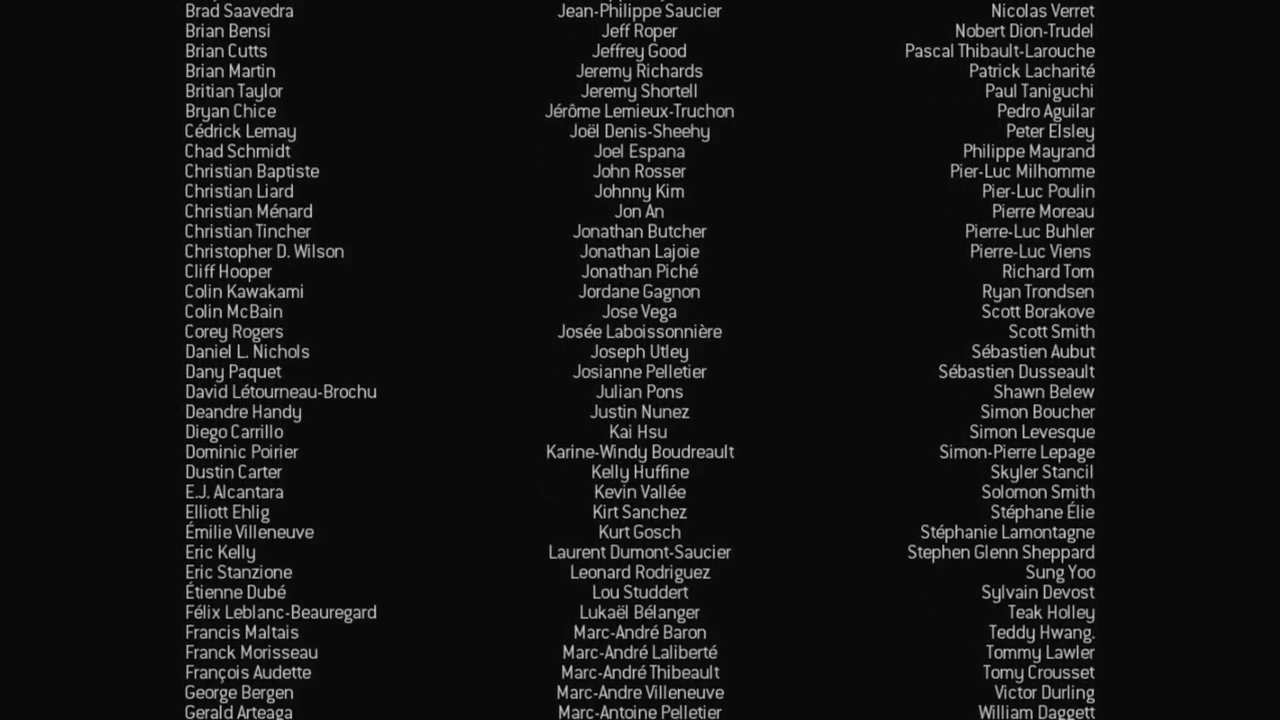 Brad Saavedra
Brian Bensi
Brian Cutts
Brian Martin
Britian Taylor
Bryan Chice
Cédrick Lemay
Chad Schmidt
Christian Baptiste
Christian Liard
Christian Ménard
Christian Tincher
Christopher D. Wilson
Cliff Hooper
Colin Kawakami
Colin McBain
Corey Rogers
Daniel L. Nichols
Dany Paquet
David Létourneau-Brochu
Deandre Handy
Diego Carrillo
Dominic Poirier
Dustin Carter
E.J. Alcantara
Elliott Ehlig
Émilie Villeneuve
Eric Kelly
Eric Stanzione
Étienne Dubé
Félix Leblanc-Beauregard
Francis Maltais
Franck Morisseau
François Audette
George Bergen
Gerald Arteaga
Jean-Philippe Saucier
Jeff Roper
Jeffrey Good
Jeremy Richards
Jeremy Shortell
Jérôme Lemieux-Truchon
Joël Denis-Sheehy
Joel Espana
John Rosser
Johnny Kim
Jon An
Jonathan Butcher
Jonathan Lajoie
Jonathan Piché
Jordane Gagnon
Jose Vega
Josée Laboissonnière
Joseph Utley
Josianne Pelletier
Julian Pons
Justin Nunez
Kai Hsu
Karine-Windy Boudreault
Kelly Huffine
Kevin Vallée
Kirt Sanchez
Kurt Gosch
Laurent Dumont-Saucier
Leonard Rodriguez
Lou Studdert
Lukaël Bélanger
Marc-André Baron
Marc-André Laliberté
Marc-André Thibeault
Marc-Andre Villeneuve
Marc-Antoine Pelletier
Nicolas Verret
Nobert Dion-Trudel
Pascal Thibault-Larouche
Patrick Lacharité
Paul Taniguchi
Pedro Aguilar
Peter Elsley
Philippe Mayrand
Pier-Luc Milhomme
Pier-Luc Poulin
Pierre Moreau
Pierre-Luc Buhler
Pierre-Luc Viens
Richard Tom
Ryan Trondsen
Scott Borakove
Scott Smith
Sébastien Aubut
Sébastien Dusseault
Shawn Belew
Simon Boucher
Simon Levesque
Simon-Pierre Lepage
Skyler Stancil
Solomon Smith
Stéphane Élie
Stéphanie Lamontagne
Stephen Glenn Sheppard
Sung Yoo
Sylvain Devost
Teak Holley
Teddy Hwang.
Tommy Lawler
Tomy Crousset
Victor Durling
William Daggett